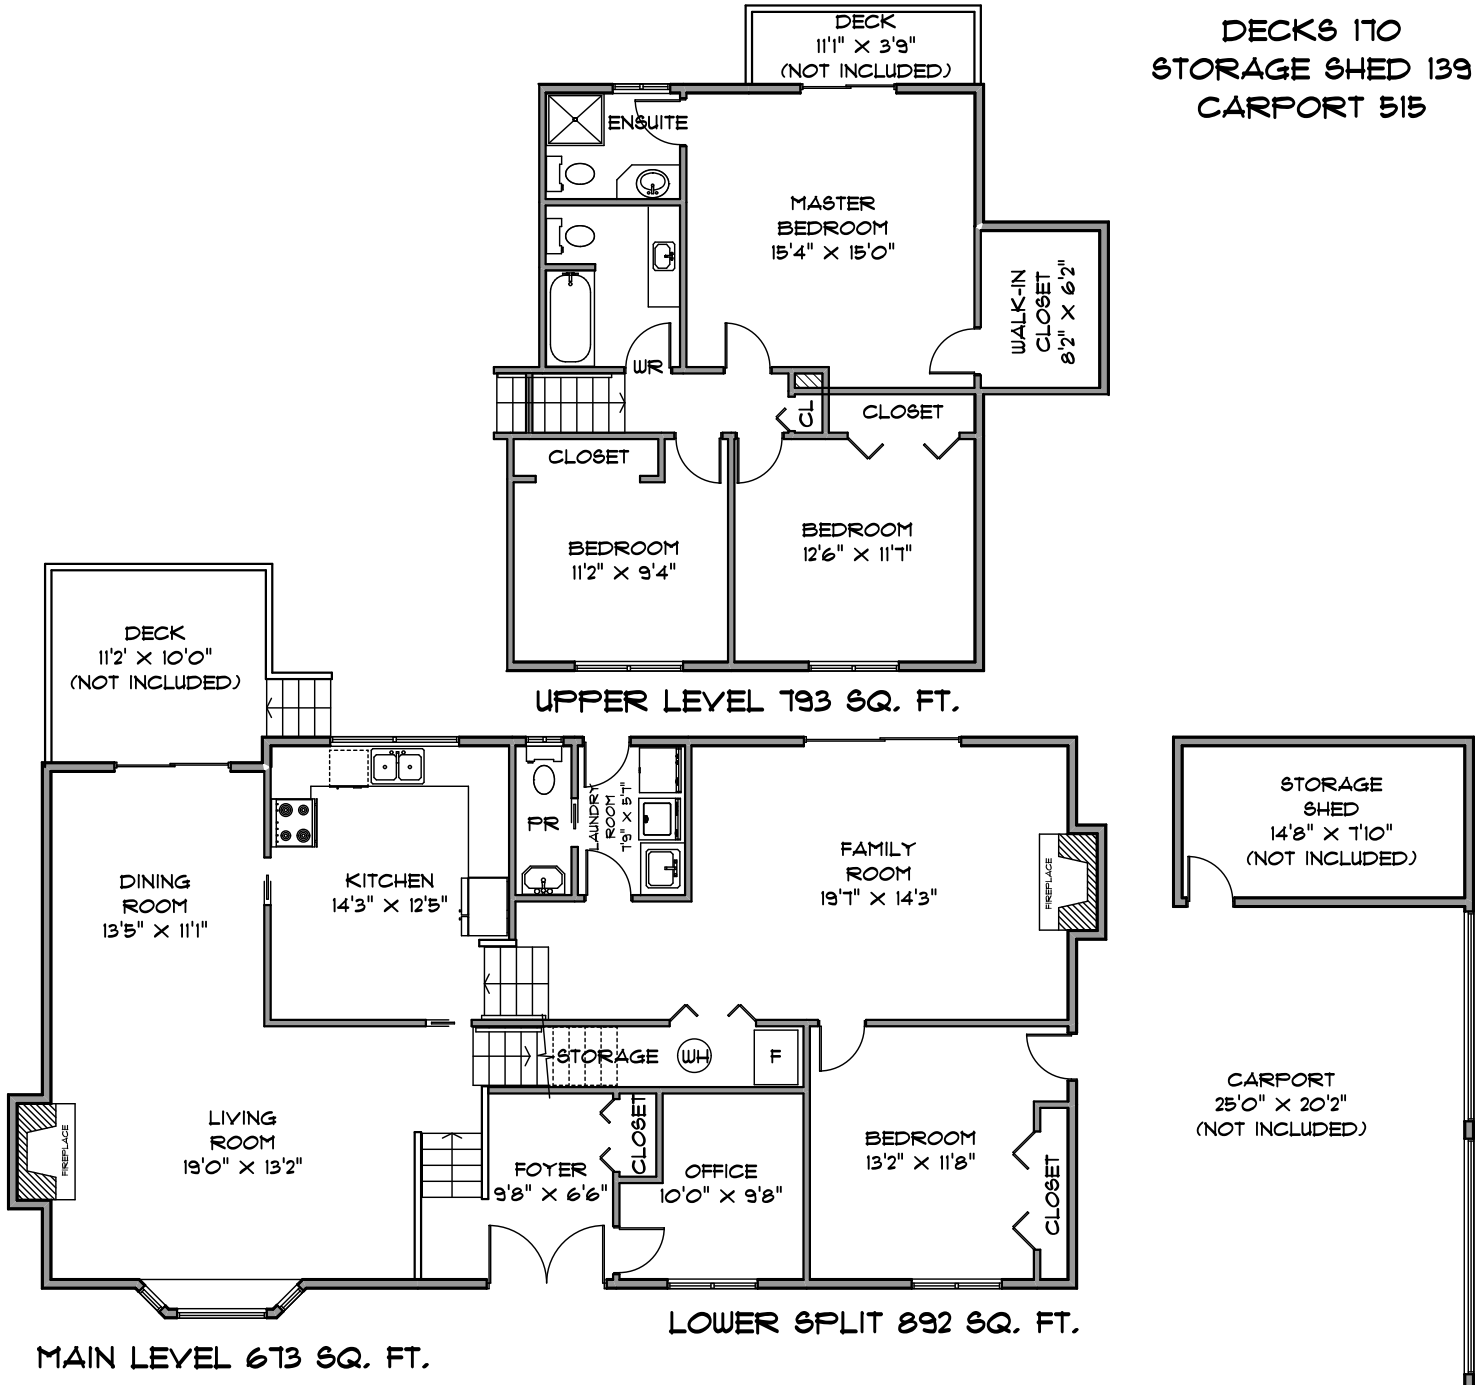 DECKS 170
STORAGE SHED 139
CARPORT 515
DECK
11'1" X 3'9"
(NOT INCLUDED)
ENSUITE
MASTER
BEDROOM
15'4" X 15'0"
WALK-IN
CLOSET
8'2" X 6'2"
WR
CL
CLOSET
CLOSET
BEDROOM
11'2" X 9'4"
BEDROOM
12'6" X 11'7"
UPPER LEVEL 793 SQ. FT.
DECK
11'2' X 10'0"
(NOT INCLUDED)
DINING
ROOM
13'5" X 11'1"
KITCHEN
14'3" X 12'5"
PR
LAUNDRY
ROOM
7'9" X 5'7"
FAMILY
ROOM
19'7" X 14'3"
FIREPLACE
STORAGE
SHED
14'8" X 7'10"
(NOT INCLUDED)
STORAGE
WH
F
LIVING
ROOM
19'0" X 13'2"
FIREPLACE
FOYER
9'8" X 6'6"
CLOSET
OFFICE
10'0" X 9'8"
BEDROOM
13'2" X 11'8"
CLOSET
CARPORT
25'0" X 20'2"
(NOT INCLUDED)
LOWER SPLIT 892 SQ. FT.
MAIN LEVEL 673 SQ. FT.